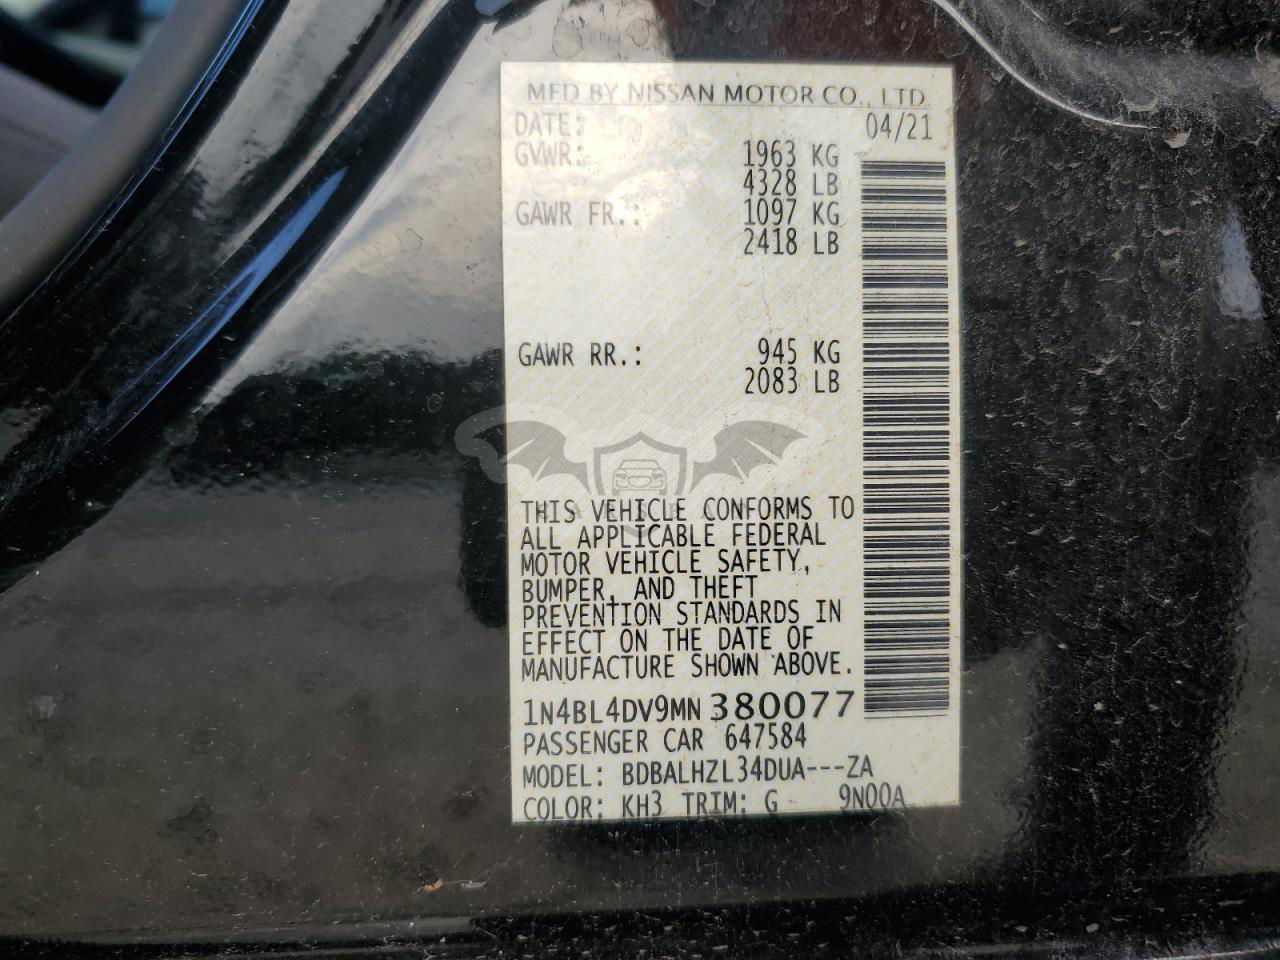 MFD BY NISSAN MOTOR CO., LTD.
DATE: 04/21
GVWR: 1963 KG
4328 LB
GAWR FR.: 1097 KG
2418 LB
GAWR RR.: 945 KG
2083 LB
THIS VEHICLE CONFORMS TO
ALL APPLICABLE FEDERAL
MOTOR VEHICLE SAFETY,
BUMPER, AND THEFT
PREVENTION STANDARDS IN
EFFECT ON THE DATE OF
MANUFACTURE SHOWN ABOVE.
1N4BL4DV9MN380077
PASSENGER CAR 647584
MODEL: BDBALHZL34DUA---ZA
COLOR: KH3 TRIM: G 9N00A